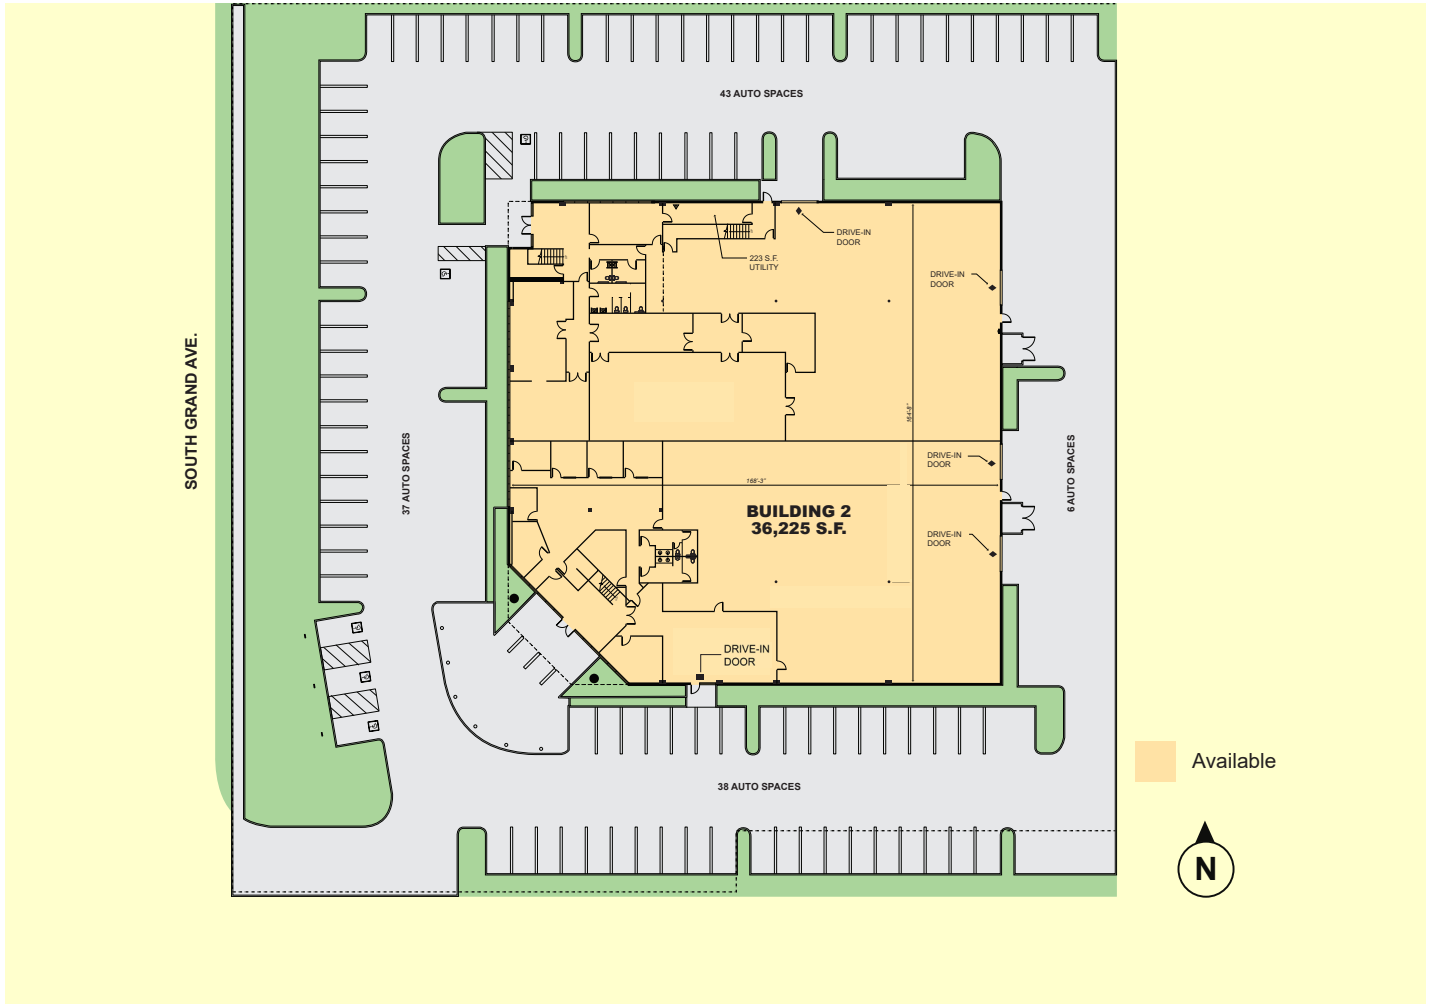 43 AUTO SPACES
DRIVE-IN
DOOR
223 S.F.
UTILITY
DRIVE-IN
DOOR
SOUTH GRAND AVE.
37 AUTO SPACES
164'-8"
6 AUTO SPACES
DRIVE-IN
DOOR
168'-3"
BUILDING 2
36,225 S.F.
DRIVE-IN
DOOR
DRIVE-IN
DOOR
Available
38 AUTO SPACES
N